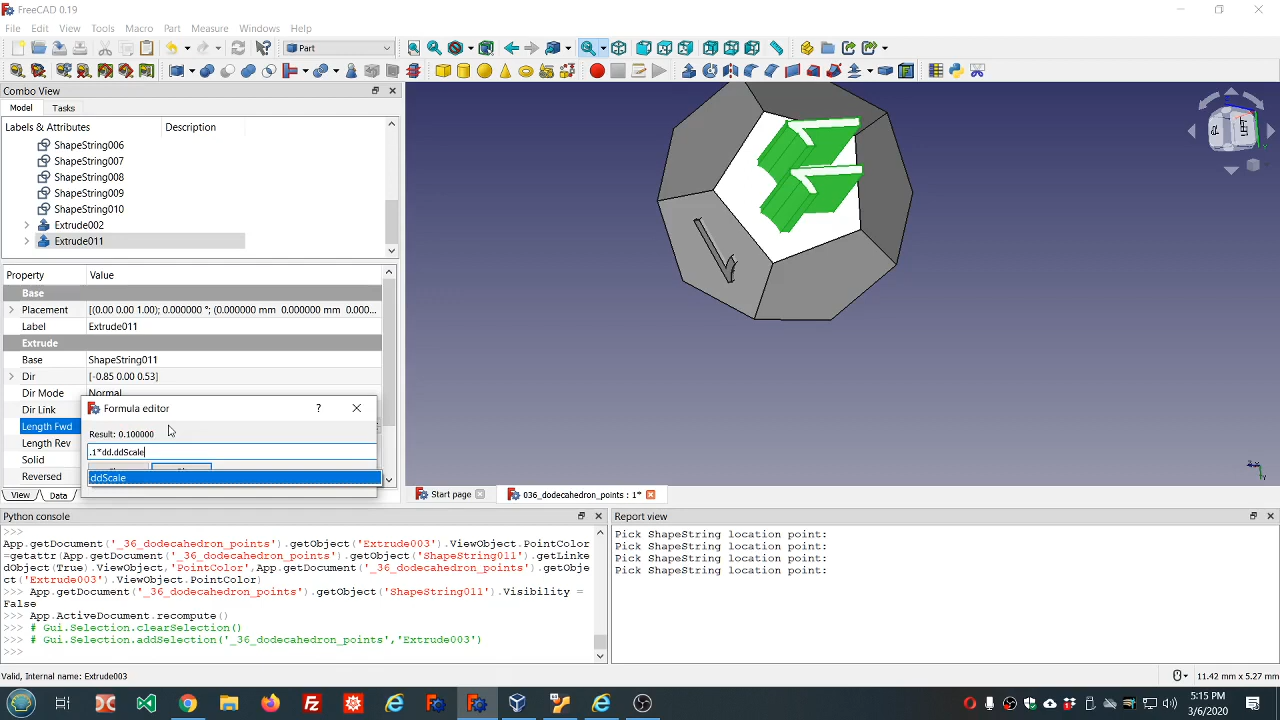 FreeCAD 0.19
File Edit View Tools Macro Part Measure Windows Help
Part
Combo View
Model Tasks
Labels & Attributes Description
ShapeString006
ShapeString007
ShapeString008
ShapeString009
ShapeString010
Extrude002
Extrude011
Property Value
Base
Placement [(0.00 0.00 1.00); 0.000000 °; (0.000000 mm  0.000000 mm  0.000...
Label Extrude011
Extrude
Base ShapeString011
Dir [-0.85 0.00 0.53]
Dir Mode Normal
Dir Link
Length Fwd
Length Rev
Solid
Reversed
Formula editor
?
Result: 0.100000
.1*dd.ddScale
ddScale
View Data
Start page
036_dodecahedron_points : 1*
Python console
>>>
App.getDocument('_36_dodecahedron_points').getObject('Extrude003').ViewObject.PointColor
=getattr(App.getDocument('_36_dodecahedron_points').getObject('ShapeString011').getLinke
dObject(True).ViewObject,'PointColor',App.getDocument('_36_dodecahedron_points').getObje
ct('Extrude003').ViewObject.PointColor)
>>> App.getDocument('_36_dodecahedron_points').getObject('ShapeString011').Visibility =
False
>>> App.ActiveDocument.recompute()
>>> # Gui.Selection.clearSelection()
>>> # Gui.Selection.addSelection('_36_dodecahedron_points','Extrude003')
>>>
Report view
Pick ShapeString location point:
Pick ShapeString location point:
Pick ShapeString location point:
Pick ShapeString location point:
Valid, Internal name: Extrude003
11.42 mm x 5.27 mm
5:15 PM
3/6/2020